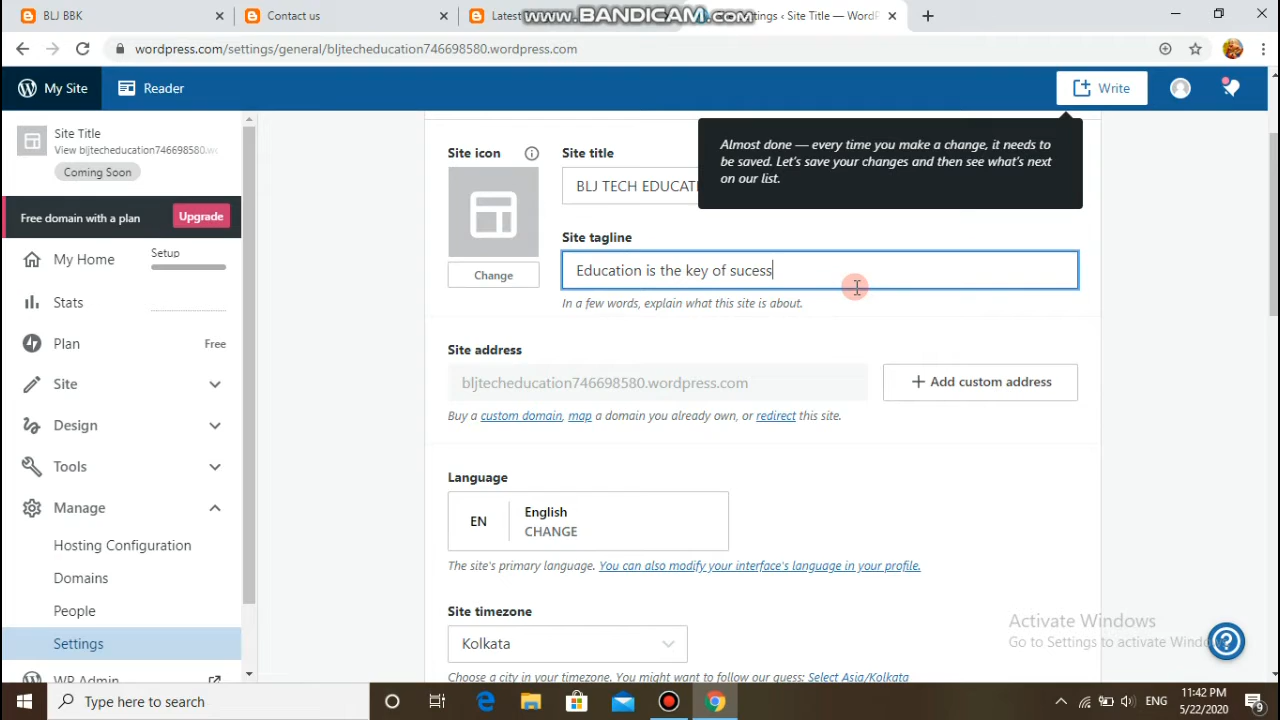 BLJ BBK
Contact us
Latest
www.BANDICAM.com
ettings ‹ Site Title — WordP
wordpress.com/settings/general/bljtecheducation746698580.wordpress.com
My Site
Reader
Write
Site Title
View bljtecheducation746698580.wo
Coming Soon
Free domain with a plan
Upgrade
My Home
Setup
Stats
Plan
Free
Site
Design
Tools
Manage
Hosting Configuration
Domains
People
Settings
WP Admin
Site icon
Change
Site title
BLJ TECH EDUCATI
Almost done — every time you make a change, it needs to
be saved. Let's save your changes and then see what's next
on our list.
Site tagline
Education is the key of sucess
In a few words, explain what this site is about.
Site address
bljtecheducation746698580.wordpress.com
Add custom address
Buy a custom domain, map a domain you already own, or redirect this site.
Language
EN
English
CHANGE
The site's primary language. You can also modify your interface's language in your profile.
Site timezone
Kolkata
Choose a city in your timezone. You might want to follow our guess: Select Asia/Kolkata
Activate Windows
Go to Settings to activate Windows
Type here to search
ENG
11:42 PM
5/22/2020
9